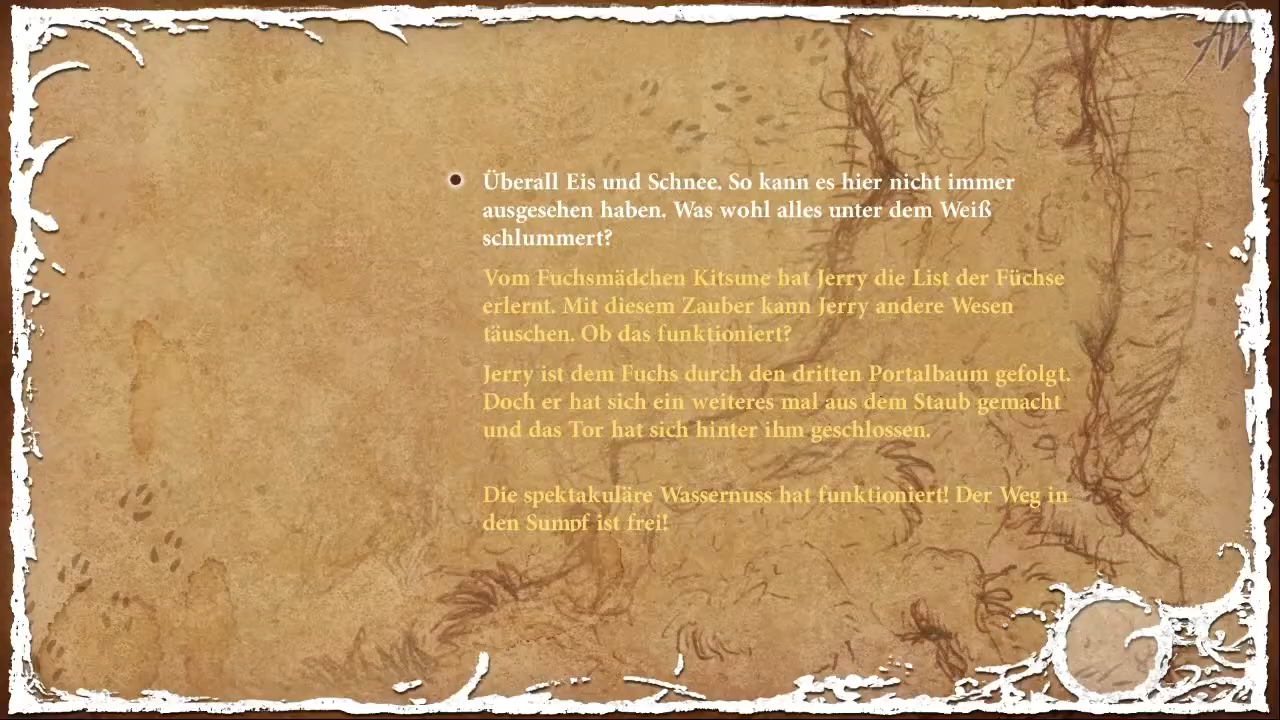 Überall Eis und Schnee. So kann es hier nicht immer
ausgesehen haben. Was wohl alles unter dem Weiß
schlummert?
Vom Fuchsmädchen Kitsune hat Jerry die List der Füchse
erlernt. Mit diesem Zauber kann Jerry andere Wesen
täuschen. Ob das funktioniert?
Jerry ist dem Fuchs durch den dritten Portalbaum gefolgt.
Doch er hat sich ein weiteres mal aus dem Staub gemacht
und das Tor hat sich hinter ihm geschlossen.
Die spektakuläre Wassernuss hat funktioniert! Der Weg in
den Sumpf ist frei!